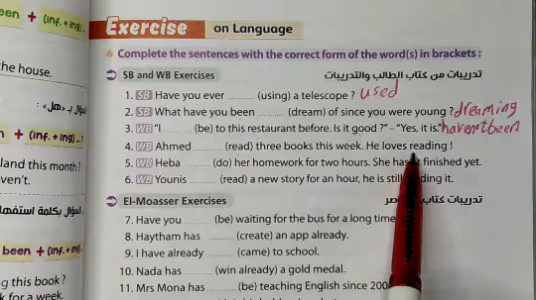 een + (inf. + ing) .
Exercise on Language
Complete the sentences with the correct form of the word(s) in brackets :
he house.
SB and WB Exercises تدريبات من كتاب الطالب والتدريبات
1. SB Have you ever ............ (using) a telescope ? used
2. SB What have you been ............ (dream) of since you were young ? dreaming
3. WB "I ............ (be) to this restaurant before. Is it good ?" – "Yes, it is." haven't been
n + (inf. + ing) .. ?
4. WB Ahmed ............ (read) three books this week. He loves reading !
land this month ?
5. WB Heba ............ (do) her homework for two hours. She has finished yet.
ven't.
6. WB Younis ............ (read) a new story for an hour, he is still ding it.
El-Moasser Exercises تدريبات كتاب
7. Have you ............ (be) waiting for the bus for a long time
been + (inf. + ing)
8. Haytham has ............ (create) an app already.
9. I have already ............ (came) to school.
g this book ?
10. Nada has ............ (win already) a gold medal.
k for a week.
11. Mrs Mona has ............ (be) teaching English since 200